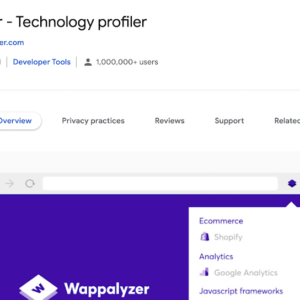 r - Technology profiler
er.com
Developer Tools 1,000,000+ users
Overview Privacy practices Reviews Support Related
Ecommerce
Shopify
Analytics
Google Analytics
Javascript frameworks
Wappalyzer